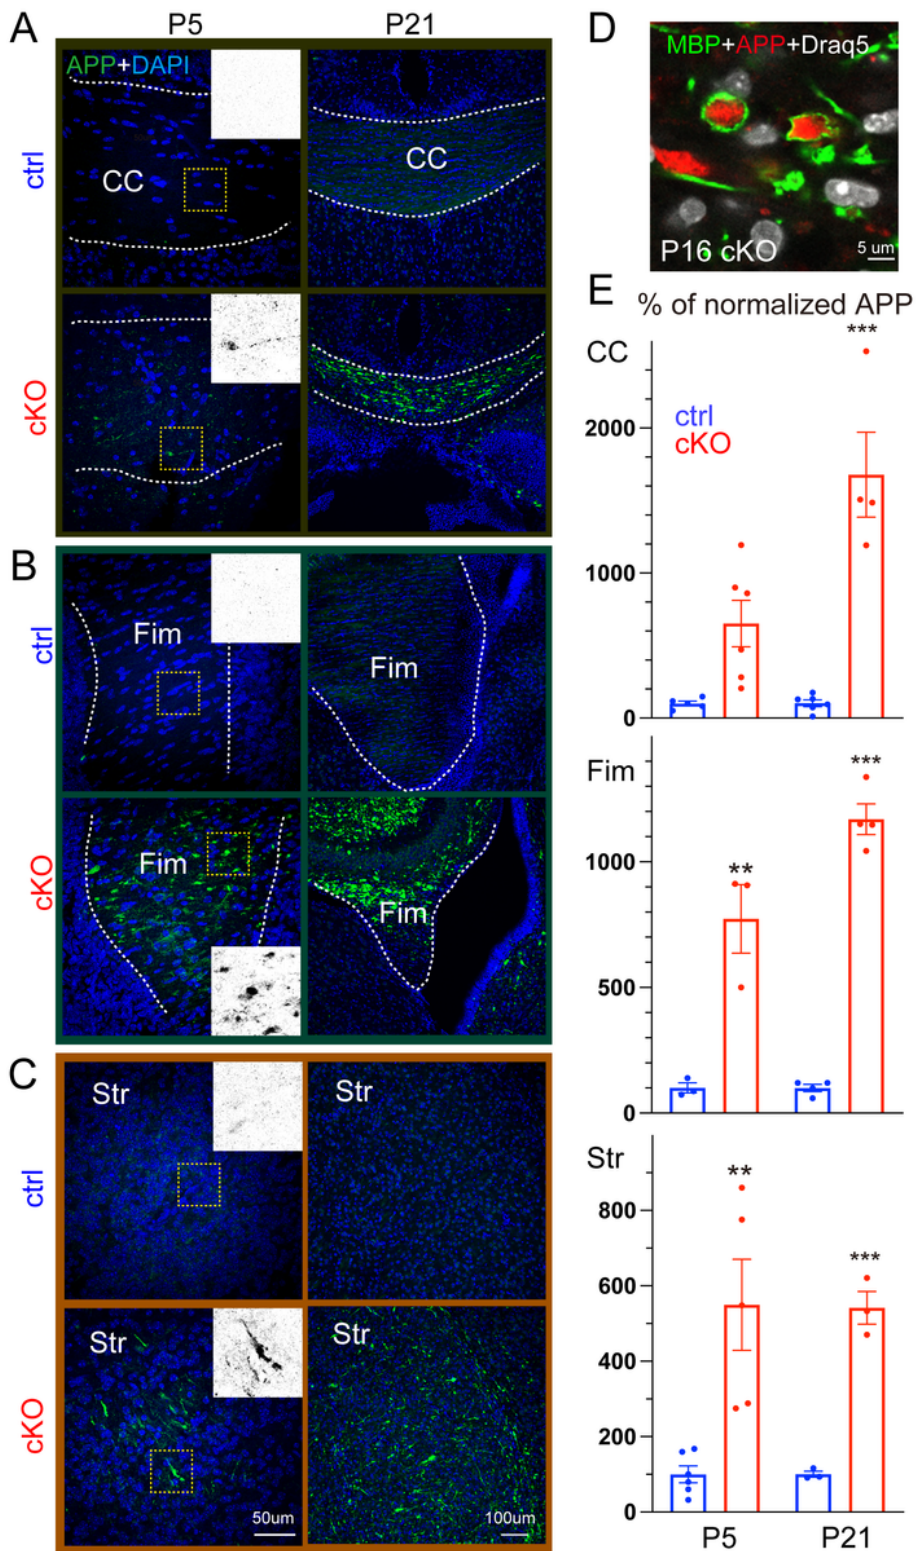 A
P5
P21
APP+DAPI
ctrl
CC
CC
cKO
B
ctrl
Fim
Fim
cKO
Fim
Fim
C
ctrl
Str
Str
cKO
Str
Str
50um
100um
D
MBP+APP+Draq5
P16 cKO
5 um
E
% of normalized APP
CC
***
ctrl
cKO
2000
1000
0
Fim
***
**
1000
500
0
Str
**
***
800
600
400
200
0
P5
P21